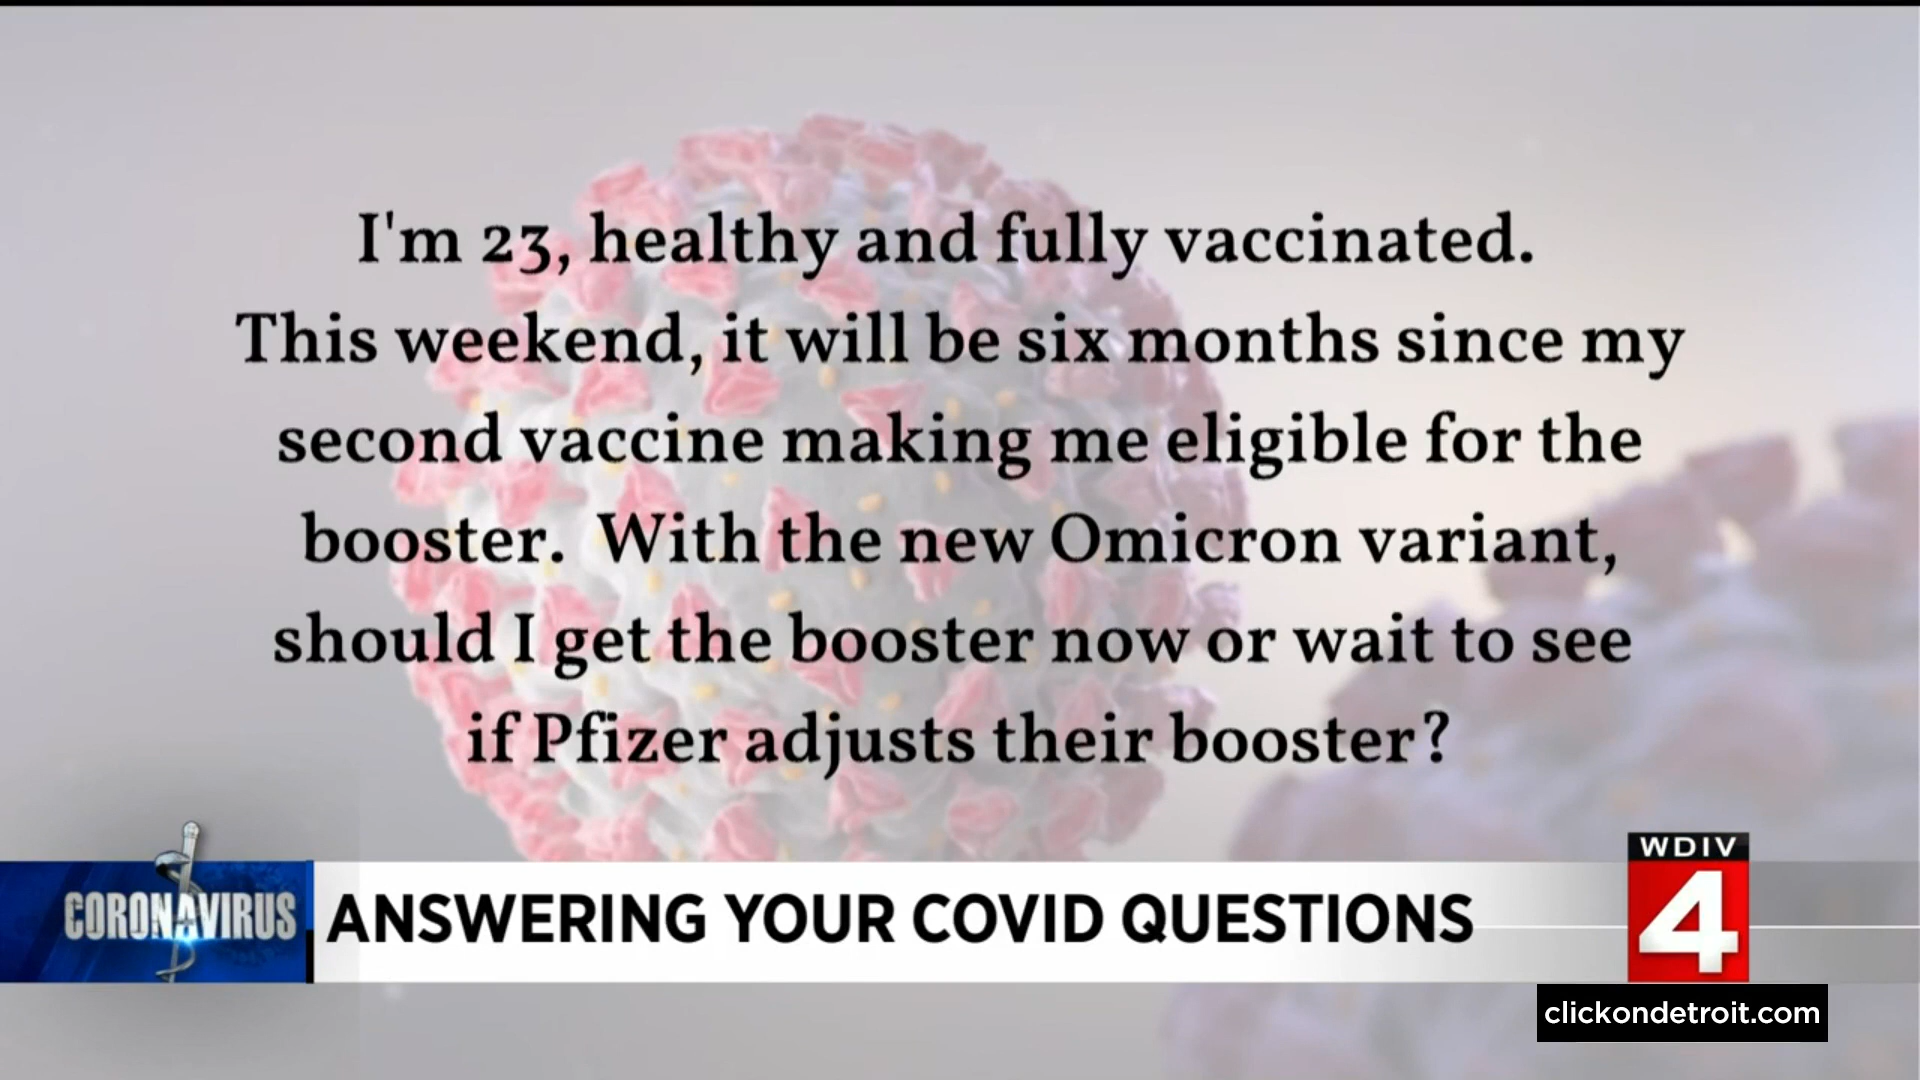 I'm 23, healthy and fully vaccinated.
This weekend, it will be six months since my
second vaccine making me eligible for the
booster.  With the new Omicron variant,
should I get the booster now or wait to see
if Pfizer adjusts their booster?
WDIV
4
CORONAVIRUS
ANSWERING YOUR COVID QUESTIONS
clickondetroit.com